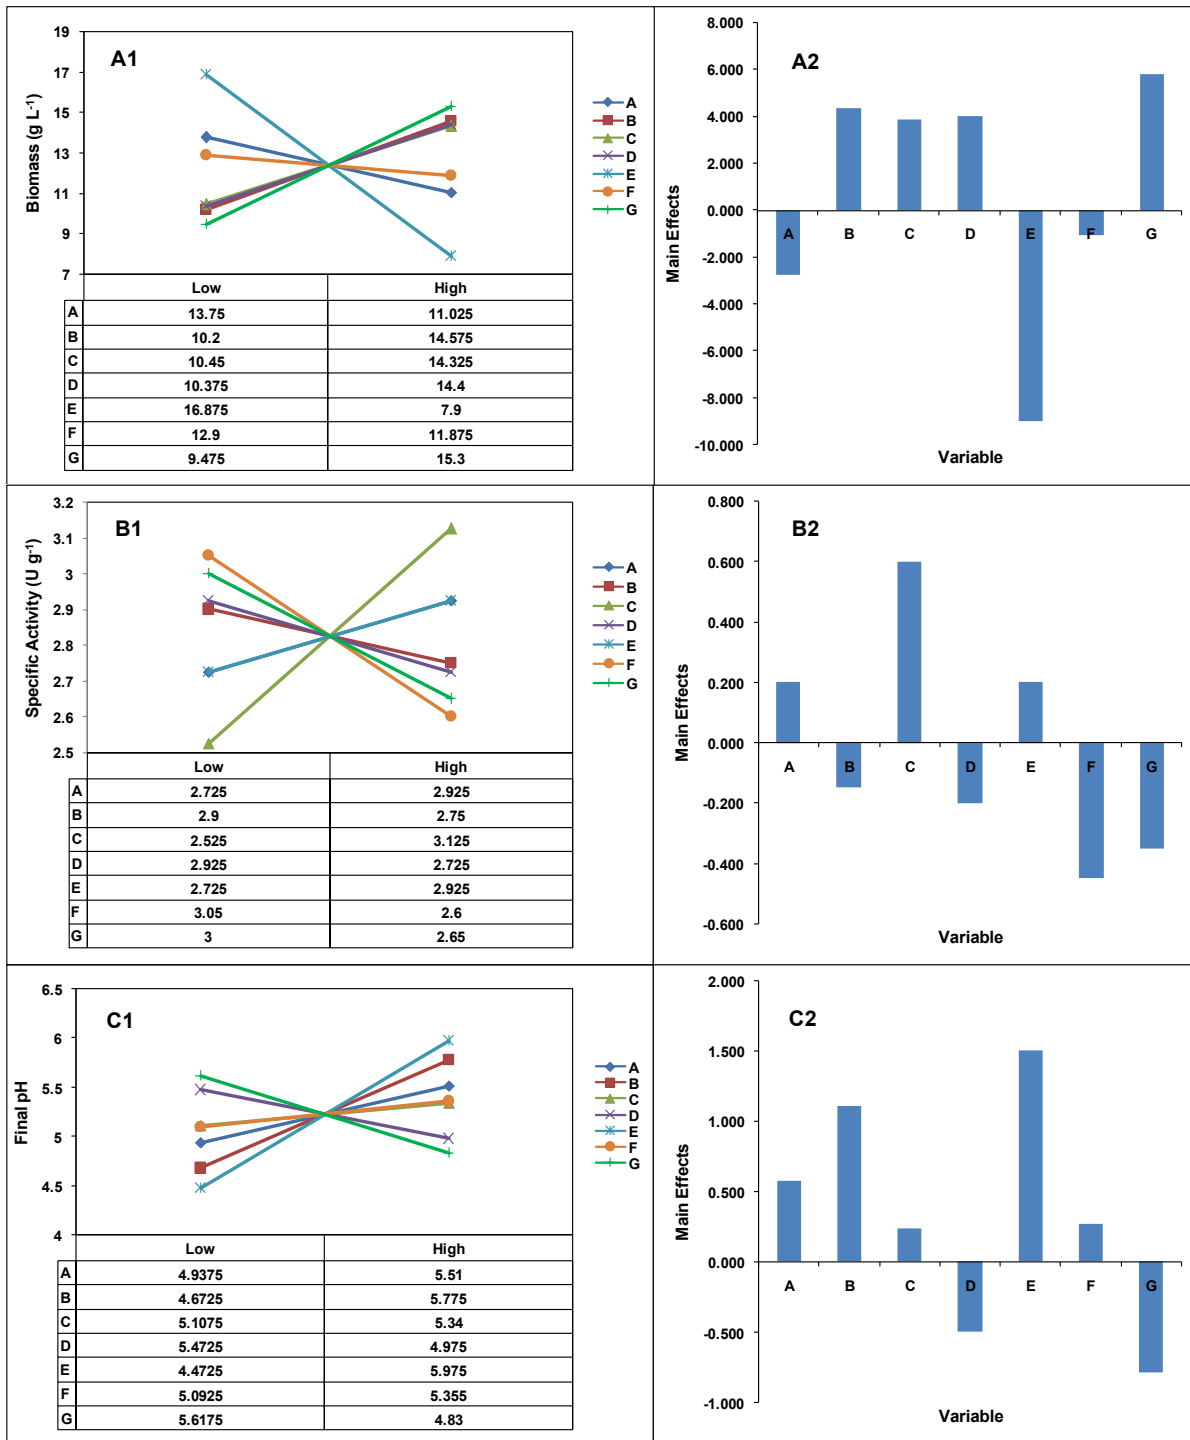 A1
Biomass (g L-1)
19
17
15
13
11
9
7
A
B
C
D
E
F
G
Low High
A 13.75 11.025
B 10.2 14.575
C 10.45 14.325
D 10.375 14.4
E 16.875 7.9
F 12.9 11.875
G 9.475 15.3
A2
Main Effects
8.000
6.000
4.000
2.000
0.000
-2.000
-4.000
-6.000
-8.000
-10.000
A B C D E F G
Variable
B1
Specific Activity (U g-1)
3.2
3.1
3
2.9
2.8
2.7
2.6
2.5
A
B
C
D
E
F
G
Low High
A 2.725 2.925
B 2.9 2.75
C 2.525 3.125
D 2.925 2.725
E 2.725 2.925
F 3.05 2.6
G 3 2.65
B2
Main Effects
0.800
0.600
0.400
0.200
0.000
-0.200
-0.400
-0.600
A B C D E F G
Variable
C1
Final pH
6.5
6
5.5
5
4.5
4
A
B
C
D
E
F
G
Low High
A 4.9375 5.51
B 4.6725 5.775
C 5.1075 5.34
D 5.4725 4.975
E 4.4725 5.975
F 5.0925 5.355
G 5.6175 4.83
C2
Main Effects
2.000
1.500
1.000
0.500
0.000
-0.500
-1.000
A B C D E F G
Variable